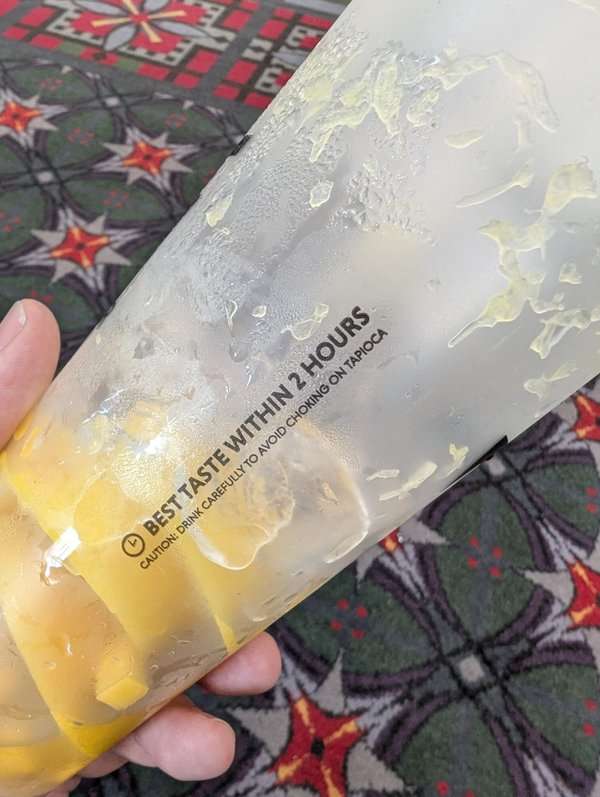 BEST TASTE WITHIN 2 HOURS
CAUTION: DRINK CAREFULLY TO AVOID CHOKING ON TAPIOCA